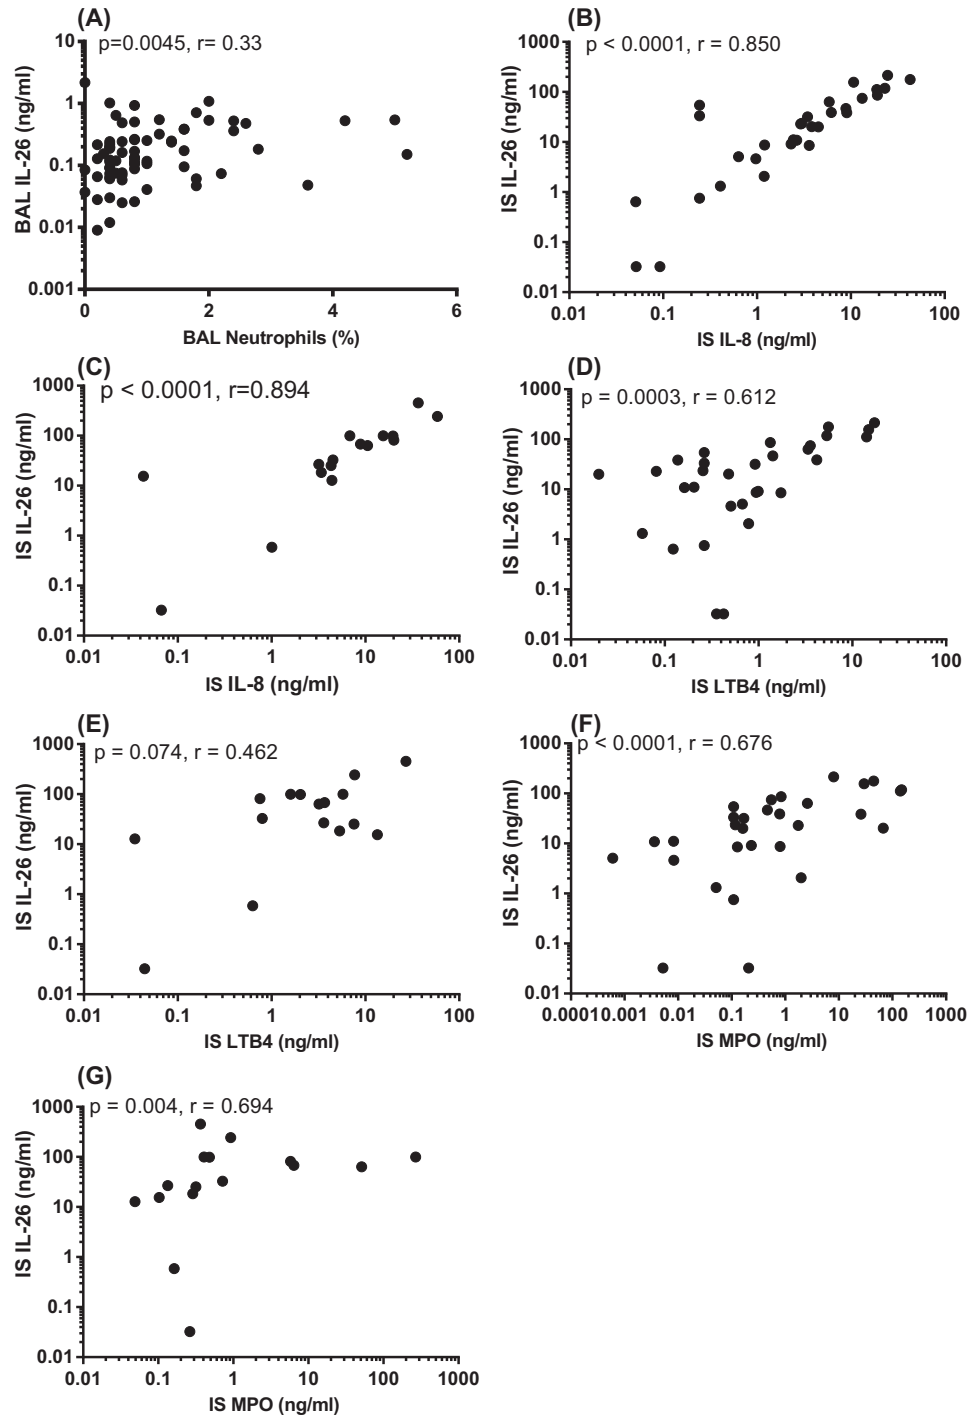 (A)
p=0.0045, r= 0.33
10
1
0.1
0.01
0.001
BAL IL-26 (ng/ml)
0 2 4 6
BAL Neutrophils (%)
(B)
p < 0.0001, r = 0.850
1000
100
10
1
0.1
0.01
IS IL-26 (ng/ml)
0.01 0.1 1 10 100
IS IL-8 (ng/ml)
(C)
p < 0.0001, r=0.894
1000
100
10
1
0.1
0.01
IS IL-26 (ng/ml)
0.01 0.1 1 10 100
IS IL-8 (ng/ml)
(D)
p = 0.0003, r = 0.612
1000
100
10
1
0.1
0.01
IS IL-26 (ng/ml)
0.01 0.1 1 10 100
IS LTB4 (ng/ml)
(E)
p = 0.074, r = 0.462
1000
100
10
1
0.1
0.01
IS IL-26 (ng/ml)
0.01 0.1 1 10 100
IS LTB4 (ng/ml)
(F)
p < 0.0001, r = 0.676
1000
100
10
1
0.1
0.01
IS IL-26 (ng/ml)
0.0001 0.001 0.01 0.1 1 10 100 1000
IS MPO (ng/ml)
(G)
p = 0.004, r = 0.694
1000
100
10
1
0.1
0.01
IS IL-26 (ng/ml)
0.1 1 10 100 1000
IS MPO (ng/ml)